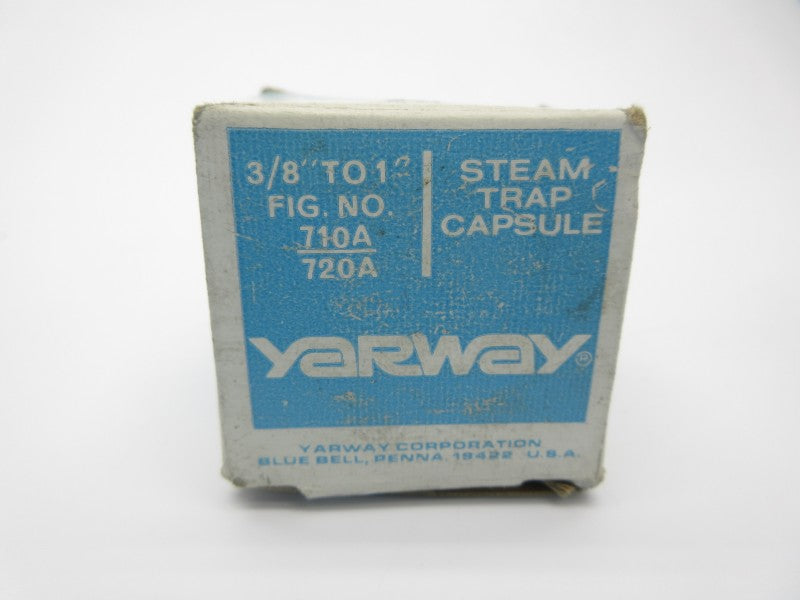 3/8" TO 1"
FIG. NO.
710A
720A
STEAM
TRAP
CAPSULE
YARWAY®
YARWAY CORPORATION
BLUE BELL, PENNA. 19422 U.S.A.